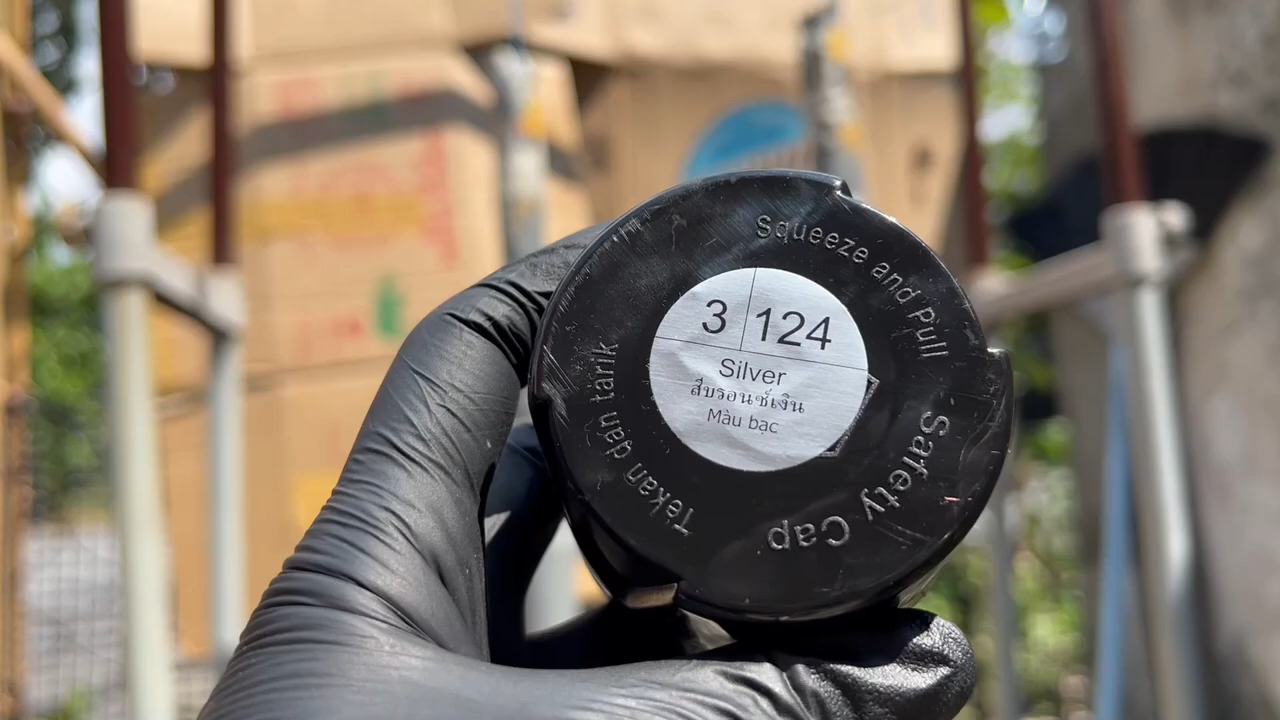 Squeeze and pull
Safety Cap
Tekan dan tarik
3 124
Silver
สีบรอนซ์เงิน
Màu bạc